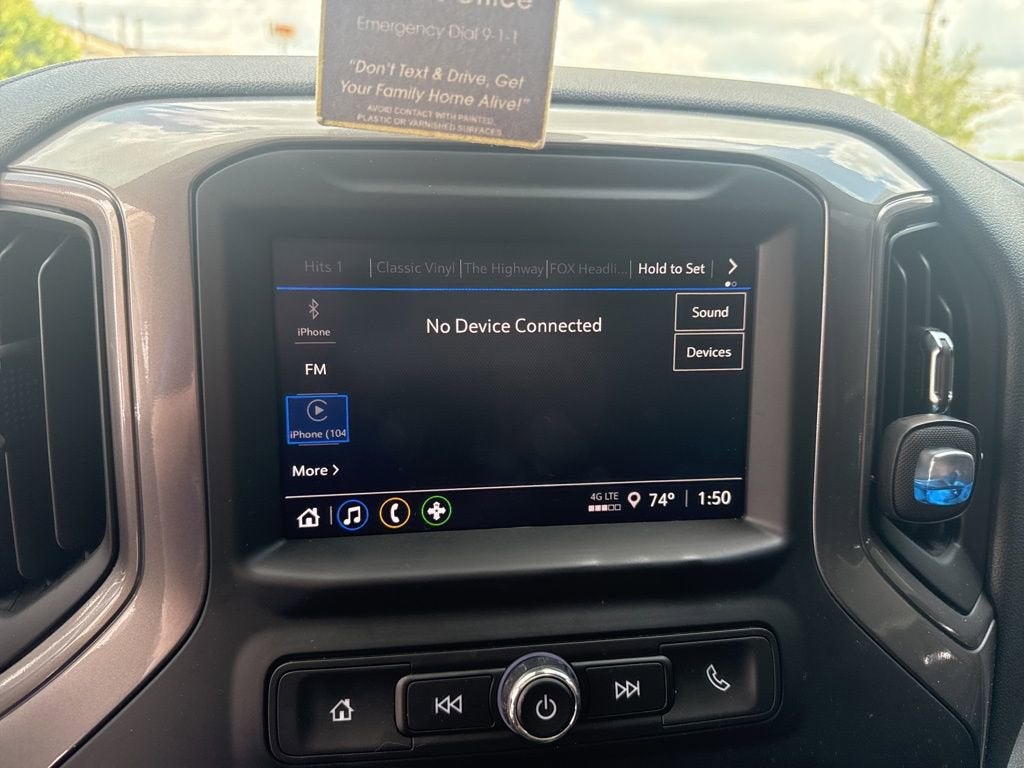 Office
Emergency Dial 9-1-1
"Don't Text & Drive, Get
Your Family Home Alive!"
AVOID CONTACT WITH PAINTED,
PLASTIC OR VARNISHED SURFACES
Hits 1 Classic Vinyl The Highway FOX Headli... Hold to Set
iPhone
No Device Connected
Sound
Devices
FM
iPhone (104
More
4G LTE
74° 1:50